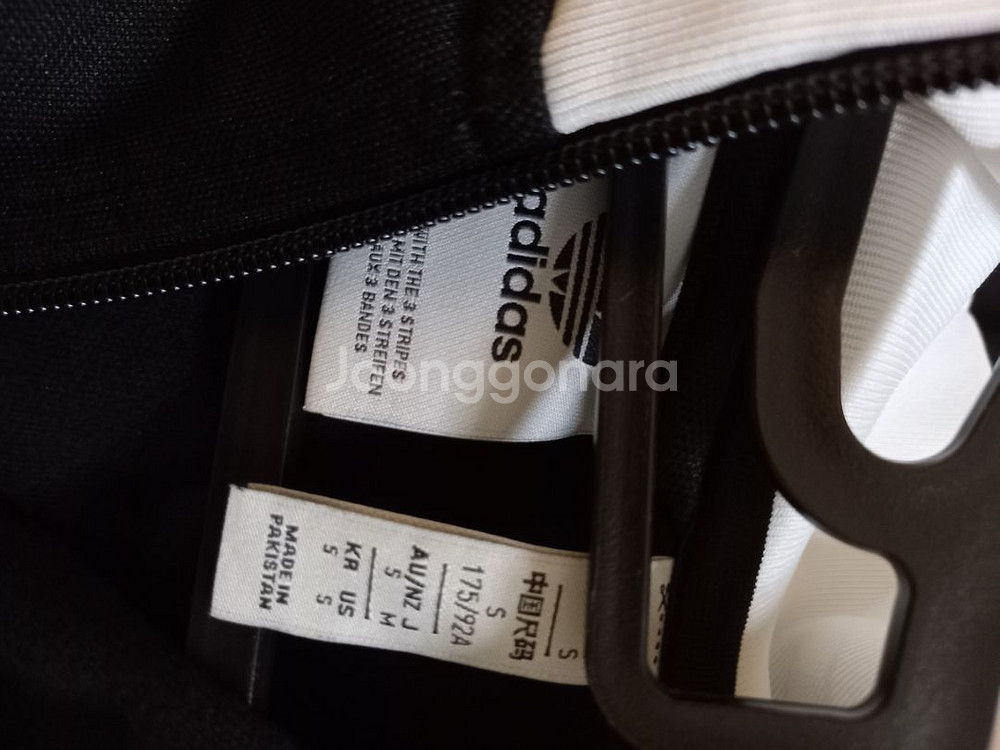 adidas
WITH THE 3 STRIPES
MIT DEN 3 STREIFEN
AUX 3 BANDES
Joonggonara
S
中国尺码
S
175/92A
AU/NZ J
S M
KR US
S S
MADE IN
PAKISTAN